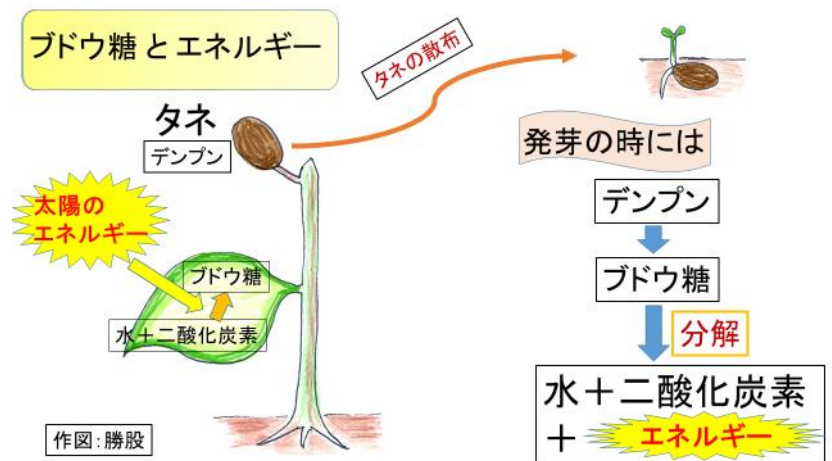 ブドウ糖とエネルギー
タネの散布
タネ
デンプン
太陽の
エネルギー
ブドウ糖
水＋二酸化炭素
作図：勝股
発芽の時には
デンプン
ブドウ糖
分解
水＋二酸化炭素
＋ エネルギー